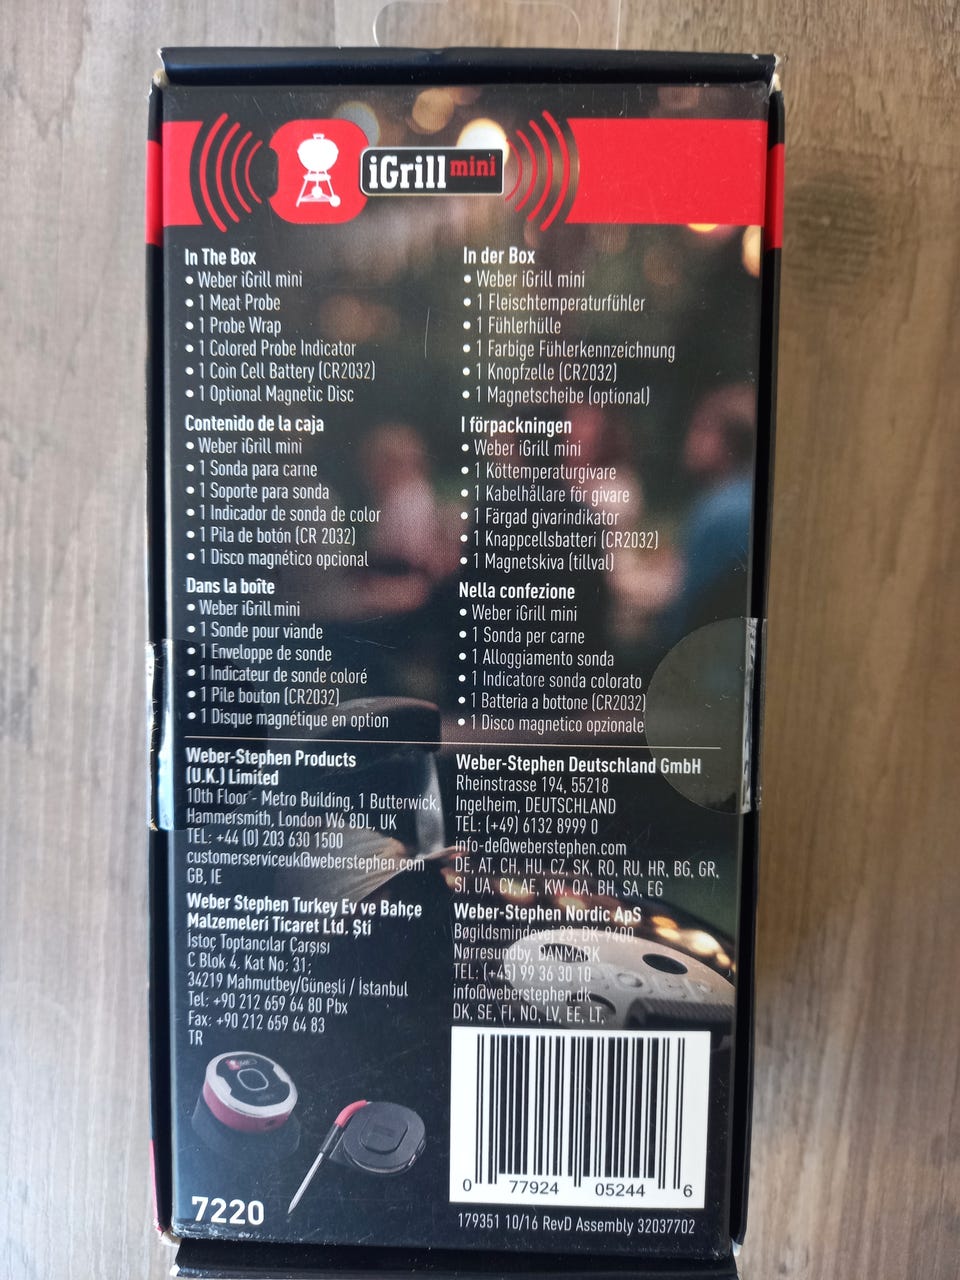 iGrill mini
In The Box
• Weber iGrill mini
• 1 Meat Probe
• 1 Probe Wrap
• 1 Colored Probe Indicator
• 1 Coin Cell Battery (CR2032)
• 1 Optional Magnetic Disc
Contenido de la caja
• Weber iGrill mini
• 1 Sonda para carne
• 1 Soporte para sonda
• 1 Indicador de sonda de color
• 1 Pila de botón (CR 2032)
• 1 Disco magnético opcional
Dans la boîte
• Weber iGrill mini
• 1 Sonde pour viande
• 1 Enveloppe de sonde
• 1 Indicateur de sonde coloré
• 1 Pile bouton (CR2032)
• 1 Disque magnétique en option
In der Box
• Weber iGrill mini
• 1 Fleischtemperaturfühler
• 1 Fühlerhülle
• 1 Farbige Fühlerkennzeichnung
• 1 Knopfzelle (CR2032)
• 1 Magnetscheibe (optional)
I förpackningen
• Weber iGrill mini
• 1 Köttemperaturgivare
• 1 Kabelhållare för givare
• 1 Färgad givarindikator
• 1 Knappcellsbatteri (CR2032)
• 1 Magnetskiva (tillval)
Nella confezione
• Weber iGrill mini
• 1 Sonda per carne
• 1 Alloggiamento sonda
• 1 Indicatore sonda colorato
• 1 Batteria a bottone (CR2032)
• 1 Disco magnetico opzionale
Weber-Stephen Products
(U.K.) Limited
10th Floor - Metro Building, 1 Butterwick,
Hammersmith, London W6 8DL, UK
TEL: +44 (0) 203 630 1500
customerserviceuk@weberstephen.com
GB, IE
Weber Stephen Turkey Ev ve Bahçe
Malzemeleri Ticaret Ltd. Şti
İstoç Toptancılar Çarşısı
C Blok 4. Kat No: 31;
34219 Mahmutbey/Güneşli / İstanbul
Tel: +90 212 659 64 80 Pbx
Fax: +90 212 659 64 83
TR
Weber-Stephen Deutschland GmbH
Rheinstrasse 194, 55218
Ingelheim, DEUTSCHLAND
TEL: (+49) 6132 8999 0
info-de@weberstephen.com
DE, AT, CH, HU, CZ, SK, RO, RU, HR, BG, GR,
SI, UA, CY, AE, KW, QA, BH, SA, EG
Weber-Stephen Nordic ApS
Bøgildsmindevej 23, DK-9400,
Nørresundby, DANMARK
TEL: (+45) 99 36 30 10
info@weberstephen.dk
DK, SE, FI, NO, LV, EE, LT,
7220
0 77924 05244 6
179351 10/16 RevD Assembly 32037702